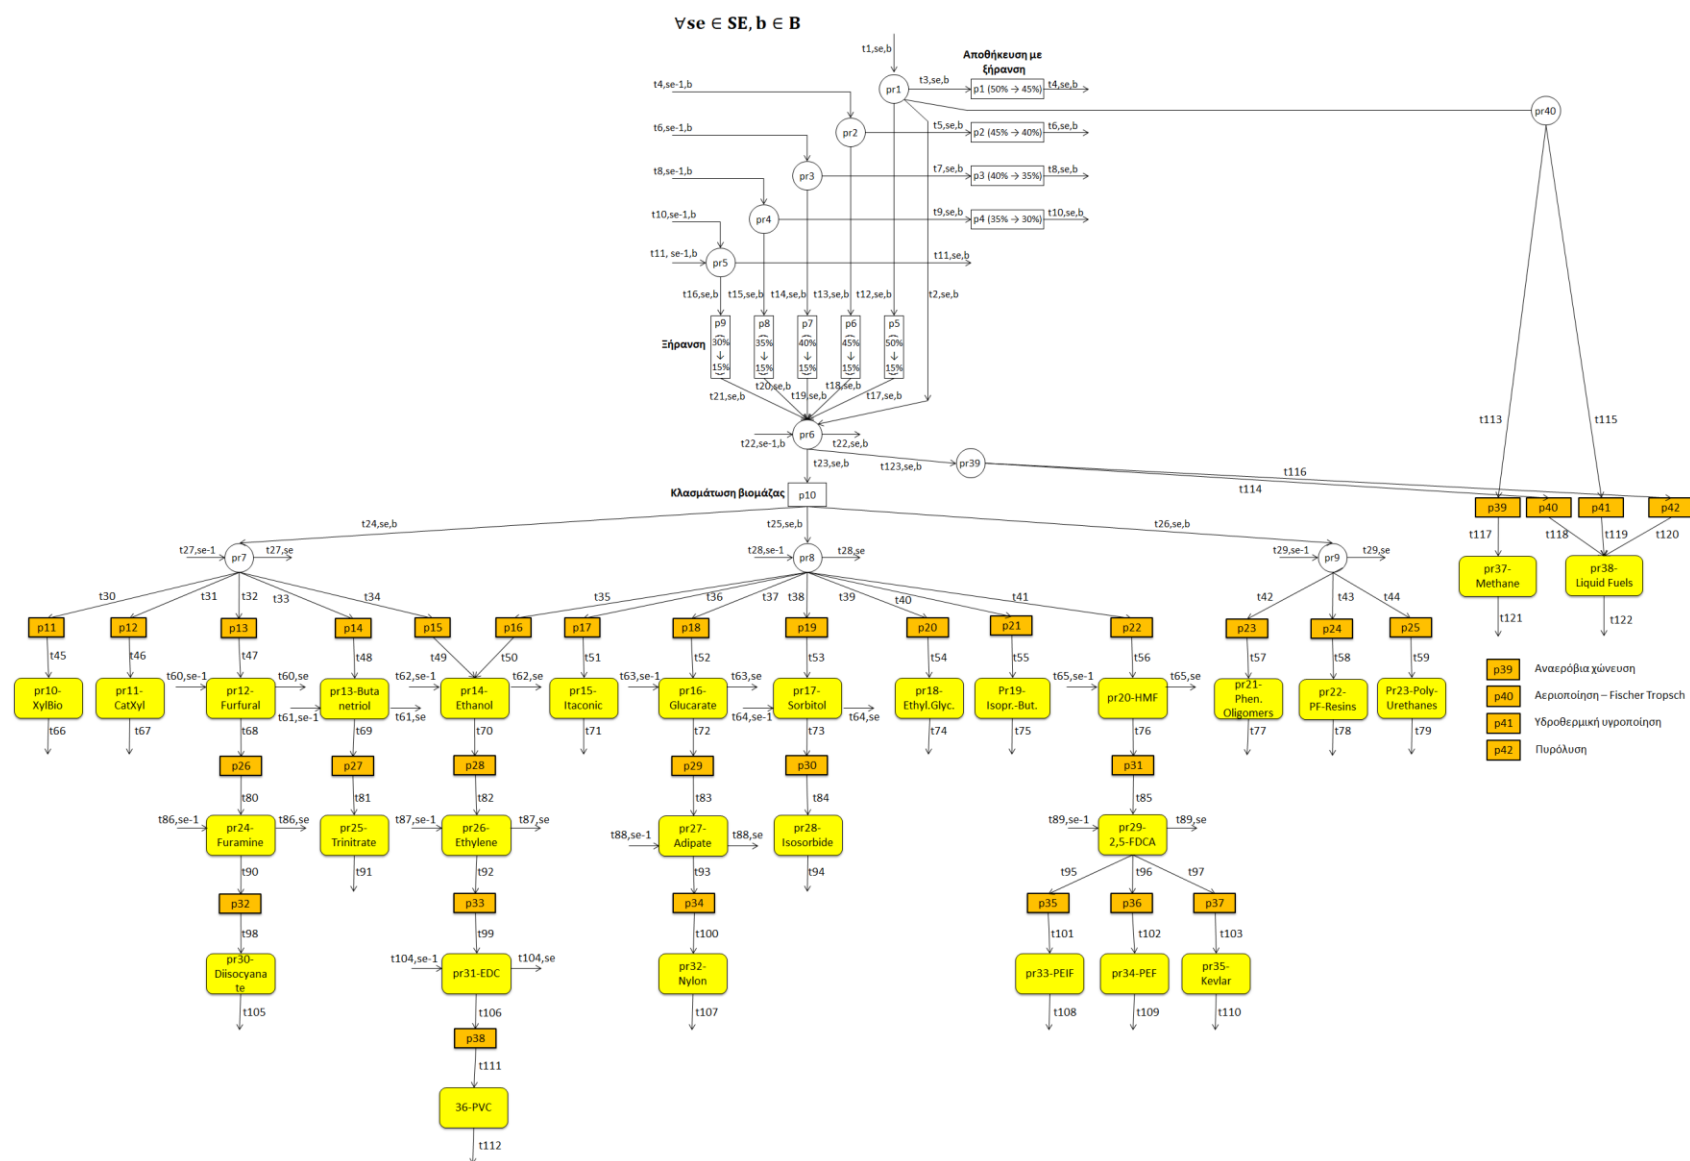 ∀se ∈ SE, b ∈ B
t1,se,b
Αποθήκευση με
ξήρανση
t3,se,b
t4,se-1,b
pr1
p1 (50% → 45%)
t4,se,b
pr40
t6,se-1,b
pr2
t5,se,b
p2 (45% → 40%)
t6,se,b
t8,se-1,b
pr3
t7,se,b
p3 (40% → 35%)
t8,se,b
t10,se-1,b
pr4
t9,se,b
p4 (35% → 30%)
t10,se,b
t11, se-1,b
pr5
t11,se,b
t16,se,b
t15,se,b
t14,se,b
t13,se,b
t12,se,b
t2,se,b
Ξήρανση
p9
(30%
→
15%)
p8
(35%
→
15%)
p7
(40%
→
15%)
p6
(45%
→
15%)
p5
(50%
→
15%)
t21,se,b
t20,se,b
t19,se,b
t18,se,b
t17,se,b
t113
t115
t22,se-1,b
pr6
t22,se,b
t23,se,b
t123,se,b
pr39
t116
t114
Κλασμάτωση βιομάζας
p10
p39
p40
p41
p42
t24,se,b
t25,se,b
t26,se,b
t117
t118
t119
t120
t27,se-1
pr7
t27,se
t28,se-1
pr8
t28,se
t29,se-1
pr9
t29,se
pr37-
Methane
pr38-
Liquid Fuels
t30
t31
t32
t33
t34
t35
t36
t37
t38
t39
t40
t41
t42
t43
t44
t121
t122
p11
p12
p13
p14
p15
p16
p17
p18
p19
p20
p21
p22
p23
p24
p25
t45
t46
t47
t48
t49
t50
t51
t52
t53
t54
t55
t56
t57
t58
t59
p39
Αναερόβια χώνευση
p40
Αεριοποίηση – Fischer Tropsch
p41
Υδροθερμική υγροποίηση
p42
Πυρόλυση
t60,se-1
t60,se
t61,se-1
t61,se
t62,se-1
t62,se
t63,se-1
t63,se
t64,se-1
t64,se
t65,se-1
t65,se
pr10-
XylBio
pr11-
CatXyl
pr12-
Furfural
pr13-Buta
netriol
pr14-
Ethanol
pr15-
Itaconic
pr16-
Glucarate
pr17-
Sorbitol
pr18-
Ethyl.Glyc.
Pr19-
Isopr.-But.
pr20-HMF
pr21-
Phen.
Oligomers
pr22-
PF-Resins
Pr23-Poly-
Urethanes
t66
t67
t68
t69
t70
t71
t72
t73
t74
t75
t76
t77
t78
t79
p26
p27
p28
p29
p30
p31
t80
t81
t82
t83
t84
t85
t86,se-1
pr24-
Furamine
t86,se
pr25-
Trinitrate
t87,se-1
pr26-
Ethylene
t87,se
t88,se-1
pr27-
Adipate
t88,se
pr28-
Isosorbide
t89,se-1
pr29-
2,5-FDCA
t89,se
t90
t91
t92
t93
t94
t95
t96
t97
p32
p33
p34
p35
p36
p37
t98
t99
t100
t101
t102
t103
pr30-
Diisocyana
te
t104,se-1
pr31-EDC
t104,se
pr32-
Nylon
pr33-PEIF
pr34-PEF
pr35-
Kevlar
t105
t106
t107
t108
t109
t110
p38
t111
36-PVC
t112